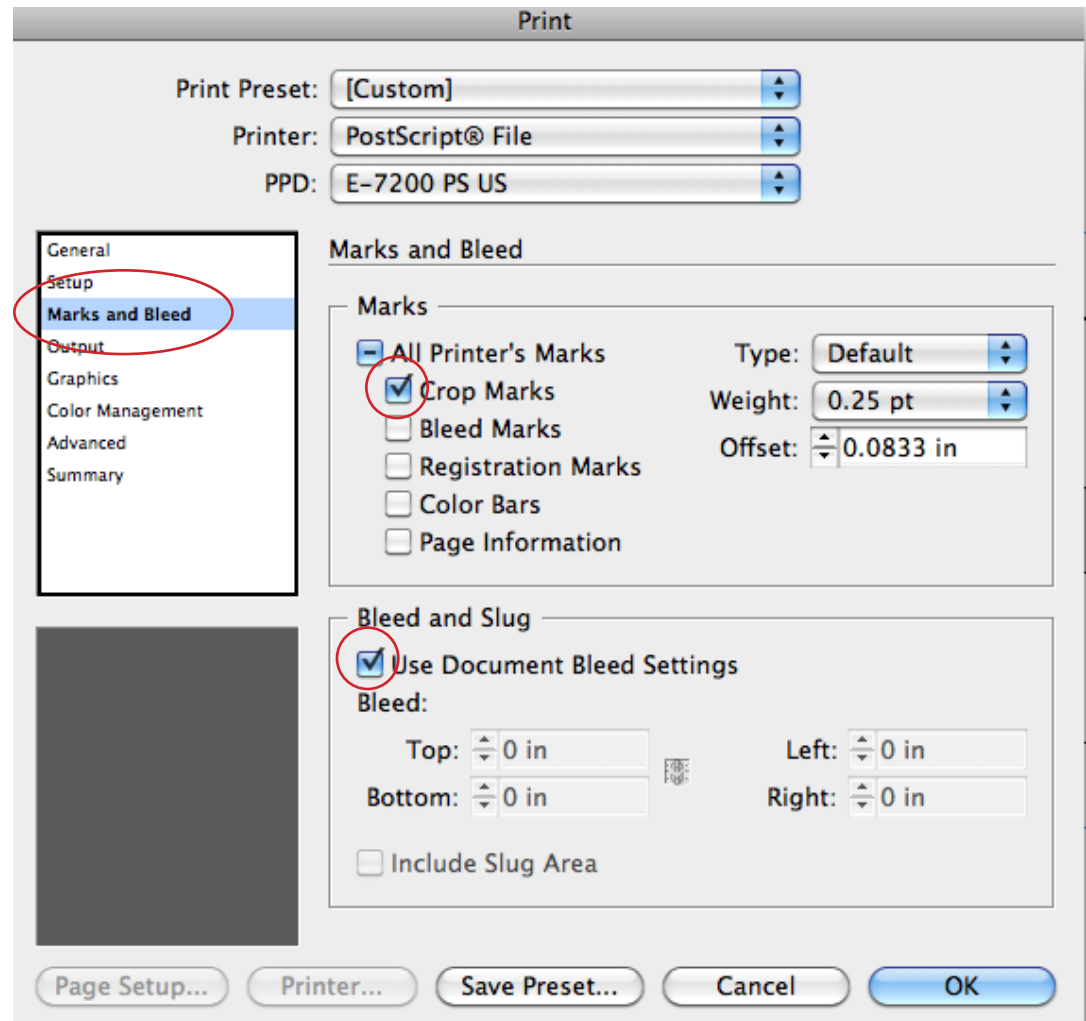 Print
Print Preset: [Custom]
Printer: PostScript® File
PPD: E-7200 PS US
General
Setup
Marks and Bleed
Output
Graphics
Color Management
Advanced
Summary
Marks and Bleed
Marks
All Printer's Marks
Crop Marks
Bleed Marks
Registration Marks
Color Bars
Page Information
Type: Default
Weight: 0.25 pt
Offset: 0.0833 in
Bleed and Slug
Use Document Bleed Settings
Bleed:
Top: 0 in
Bottom: 0 in
Left: 0 in
Right: 0 in
Include Slug Area
Page Setup...
Printer...
Save Preset...
Cancel
OK